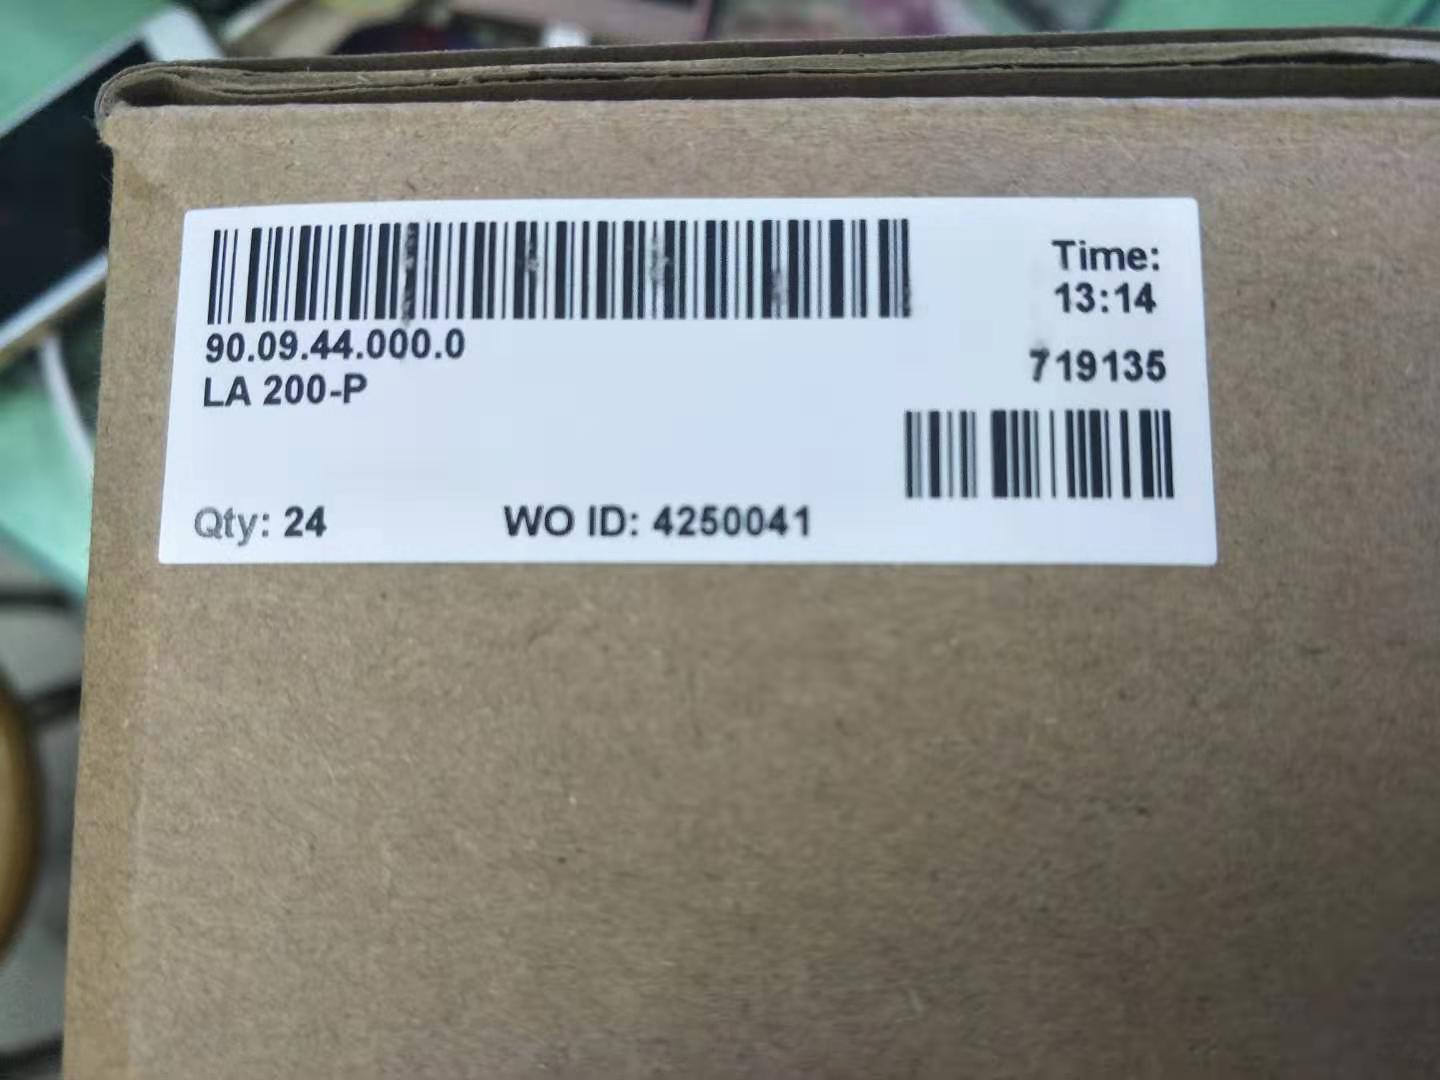 Time:
13:14
90.09.44.000.0
LA 200-P
719135
Qty: 24
WO ID: 4250041